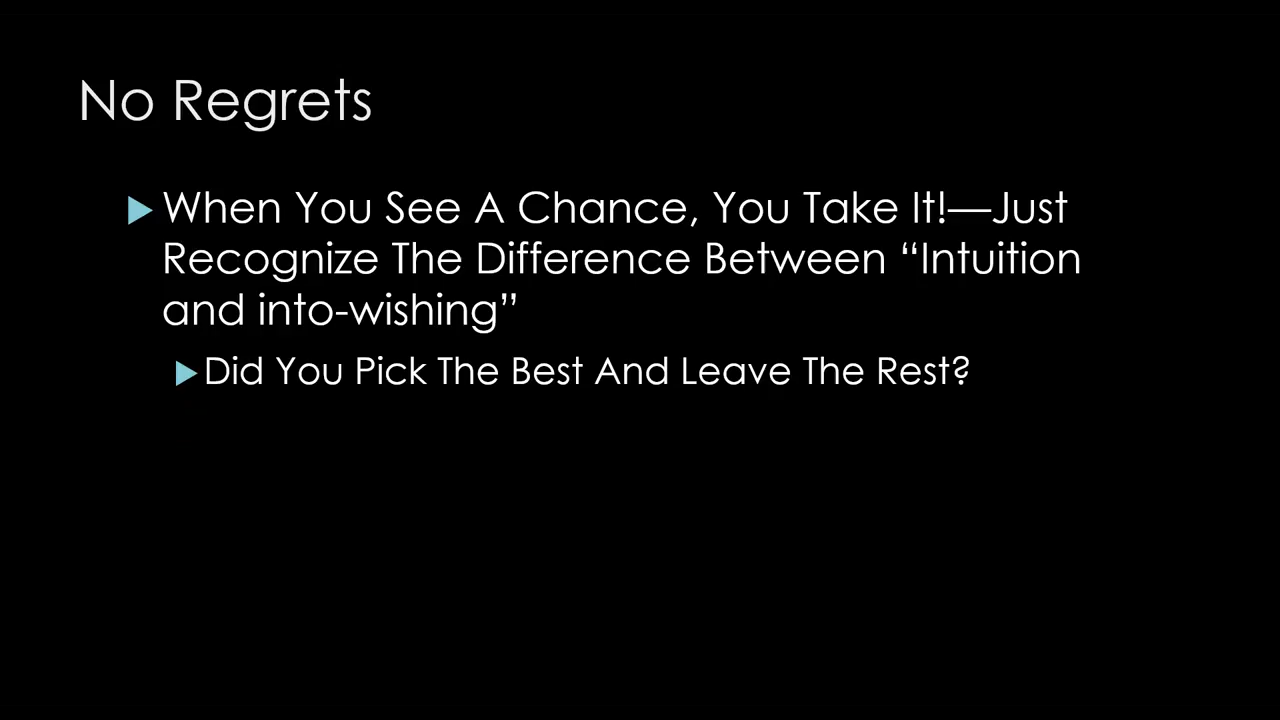 No Regrets
When You See A Chance, You Take It!—Just
Recognize The Difference Between “Intuition
and into-wishing”
Did You Pick The Best And Leave The Rest?